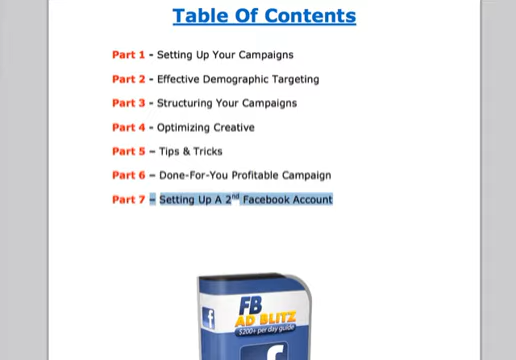 Table Of Contents
Part 1 - Setting Up Your Campaigns
Part 2 - Effective Demographic Targeting
Part 3 - Structuring Your Campaigns
Part 4 - Optimizing Creative
Part 5 – Tips & Tricks
Part 6 – Done-For-You Profitable Campaign
Part 7 – Setting Up A 2nd Facebook Account
FB
AD BLITZ
$200+ per day guide
f
f